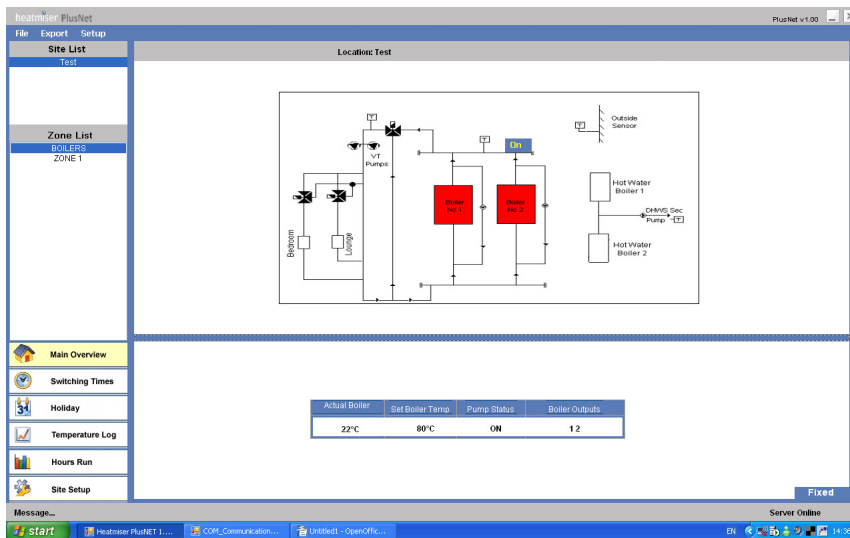 heatmiser PlusNet
PlusNet v1.00
File Export Setup
Site List
Test
Location: Test
Zone List
BOILERS
ZONE 1
T
VT
Pumps
T
On
T
Outside
Sensor
Boiler
No.1
Boiler
No.2
Hot Water
Boiler 1
DHWS Sec
Pump
T
Hot Water
Boiler 2
Bedroom
Lounge
Main Overview
Switching Times
31
Holiday
Temperature Log
Hours Run
Site Setup
Actual Boiler Set Boiler Temp Pump Status Boiler Outputs
22°C 80°C ON 1 2
Fixed
Message...
Server Online
start
Heatmiser PlusNET 1....
COM_Communication...
Untitled1 - OpenOffic...
EN
14:36